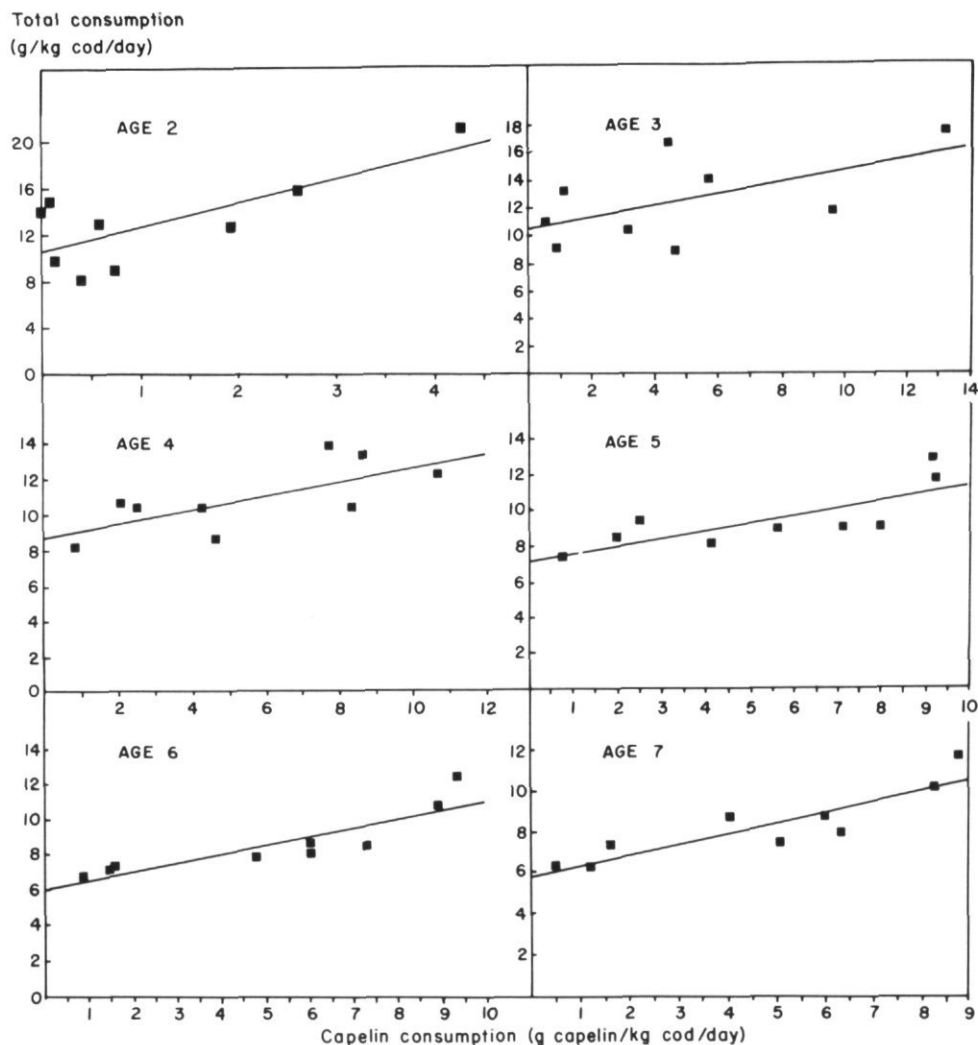 Total consumption
(g/kg cod/day)
AGE 2
20
16
12
8
4
0
1 2 3 4
AGE 3
18
16
14
12
10
8
6
4
2
2 4 6 8 10 12 14
AGE 4
14
12
10
8
6
4
2
0
2 4 6 8 10 12
AGE 5
14
12
10
8
6
4
2
1 2 3 4 5 6 7 8 9 10
AGE 6
14
12
10
8
6
4
2
0
1 2 3 4 5 6 7 8 9 10
AGE 7
12
10
8
6
4
2
1 2 3 4 5 6 7 8 9
Capelin consumption (g capelin/kg cod/day)